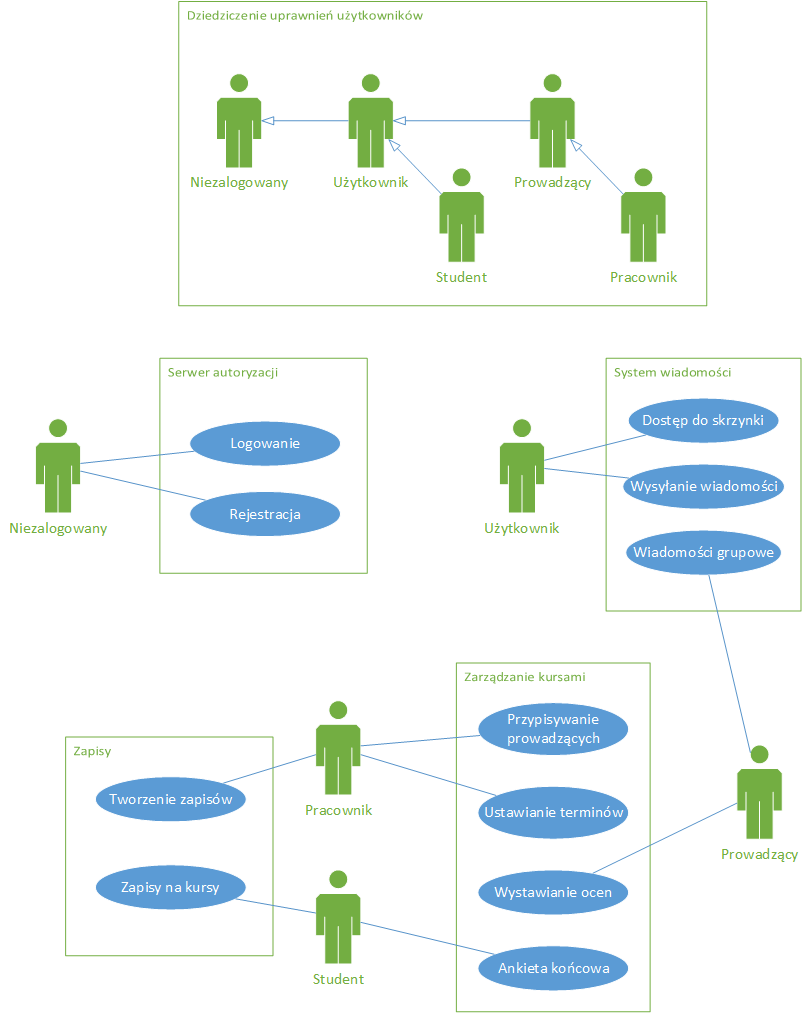 Dziedziczenie uprawnień użytkowników
Niezalogowany
Użytkownik
Prowadzący
Student
Pracownik
Serwer autoryzacji
Logowanie
Rejestracja
Niezalogowany
System wiadomości
Dostęp do skrzynki
Wysyłanie wiadomości
Wiadomości grupowe
Użytkownik
Zarządzanie kursami
Przypisywanie
prowadzących
Ustawianie terminów
Wystawianie ocen
Ankieta końcowa
Zapisy
Tworzenie zapisów
Zapisy na kursy
Pracownik
Student
Prowadzący